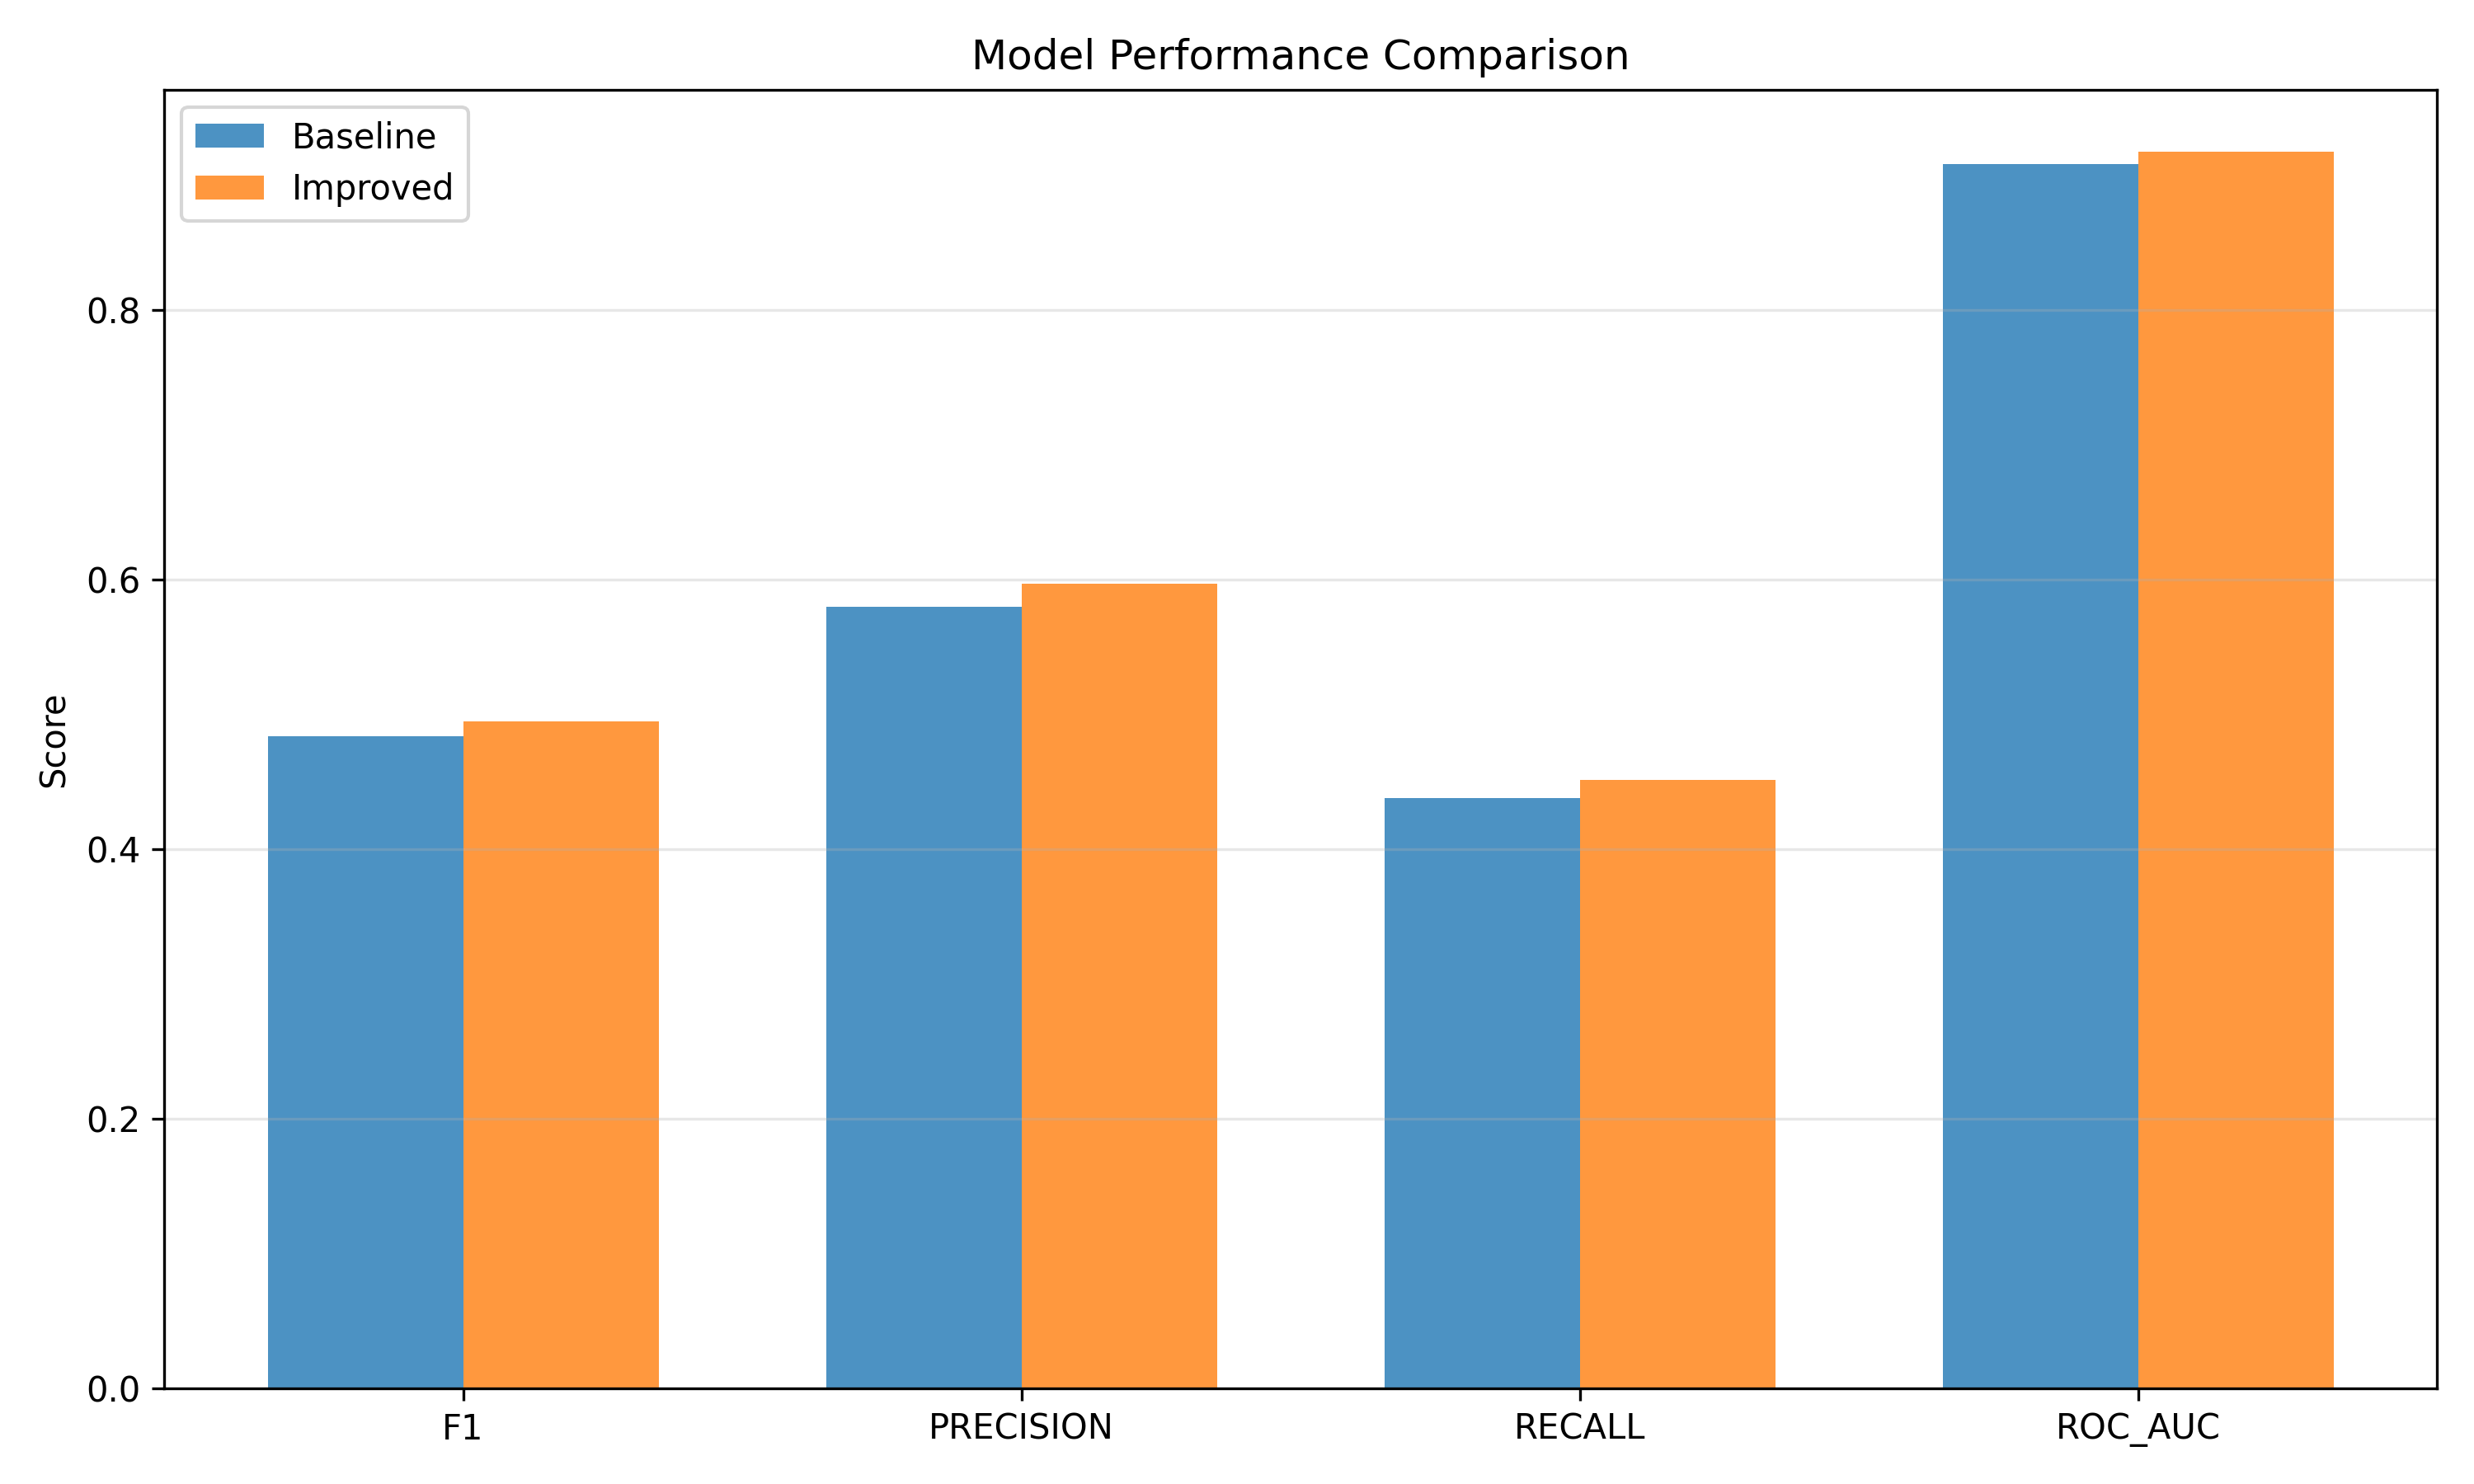 Model Performance Comparison
Baseline
Improved
Score
0.8
0.6
0.4
0.2
0.0
F1
PRECISION
RECALL
ROC_AUC